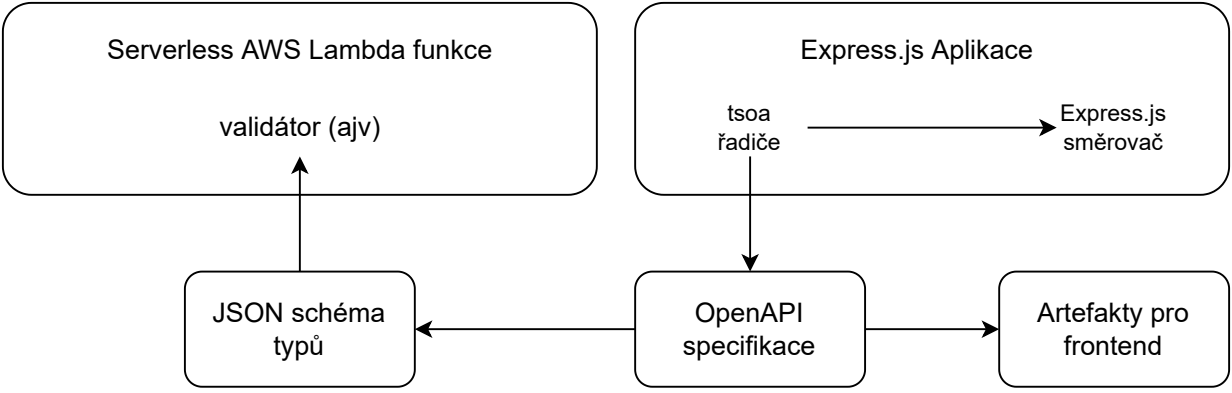 Serverless AWS Lambda funkce
validátor (ajv)
Express.js Aplikace
tsoa
řadiče
Express.js
směrovač
JSON schéma
typů
OpenAPI
specifikace
Artefakty pro
frontend